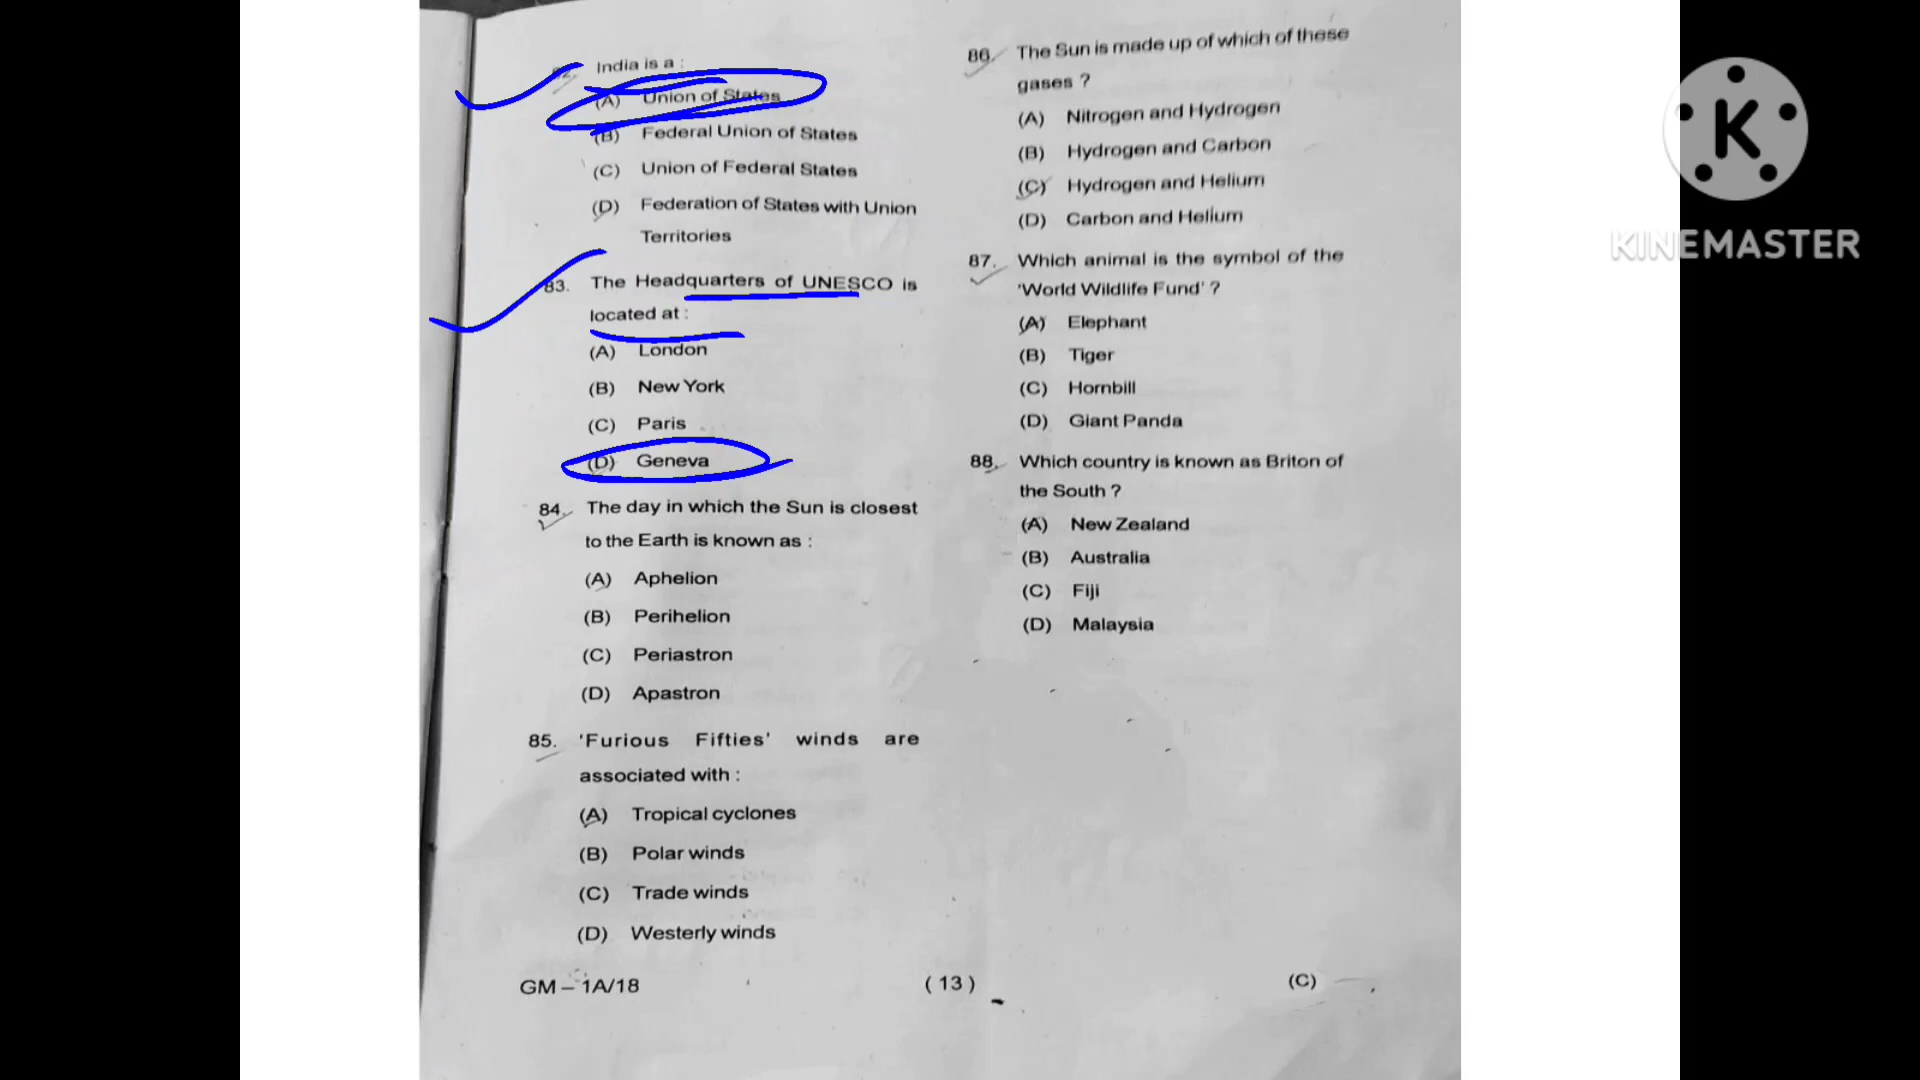 82. India is a :
(A) Union of States
(B) Federal Union of States
(C) Union of Federal States
(D) Federation of States with Union
Territories
83. The Headquarters of UNESCO is
located at :
(A) London
(B) New York
(C) Paris
(D) Geneva
84. The day in which the Sun is closest
to the Earth is known as :
(A) Aphelion
(B) Perihelion
(C) Periastron
(D) Apastron
85. 'Furious Fifties' winds are
associated with :
(A) Tropical cyclones
(B) Polar winds
(C) Trade winds
(D) Westerly winds
86. The Sun is made up of which of these
gases ?
(A) Nitrogen and Hydrogen
(B) Hydrogen and Carbon
(C) Hydrogen and Helium
(D) Carbon and Helium
87. Which animal is the symbol of the
'World Wildlife Fund' ?
(A) Elephant
(B) Tiger
(C) Hornbill
(D) Giant Panda
88. Which country is known as Briton of
the South ?
(A) New Zealand
(B) Australia
(C) Fiji
(D) Malaysia
GM – 1A/18 ( 13 ) (C)
K
KINEMASTER